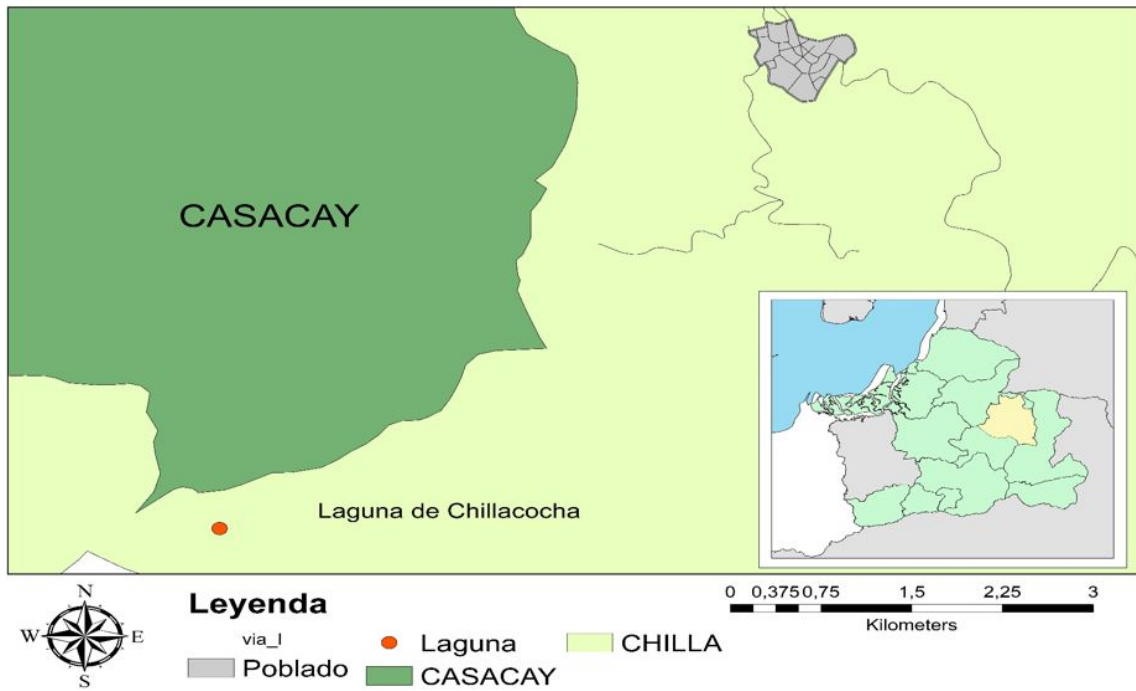 CASACAY
Laguna de Chillacocha
N
W
E
S
Leyenda
via_l
Poblado
Laguna
CASACAY
CHILLA
0 0,375 0,75 1,5 2,25 3
Kilometers